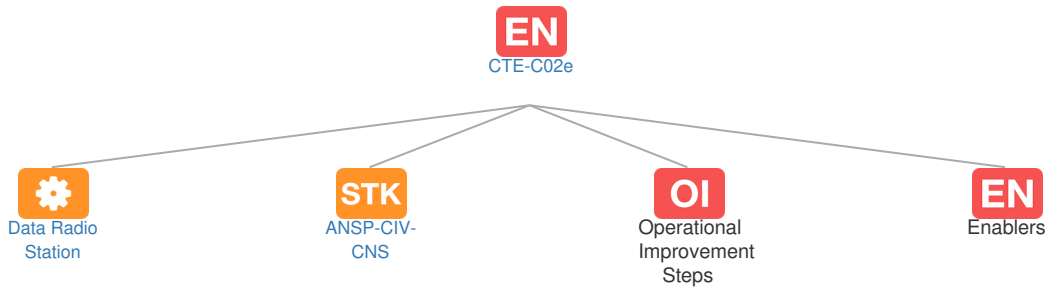 EN
CTE-C02e
STK
OI
EN
Data Radio
Station
ANSP-CIV-
CNS
Operational
Improvement
Steps
Enablers